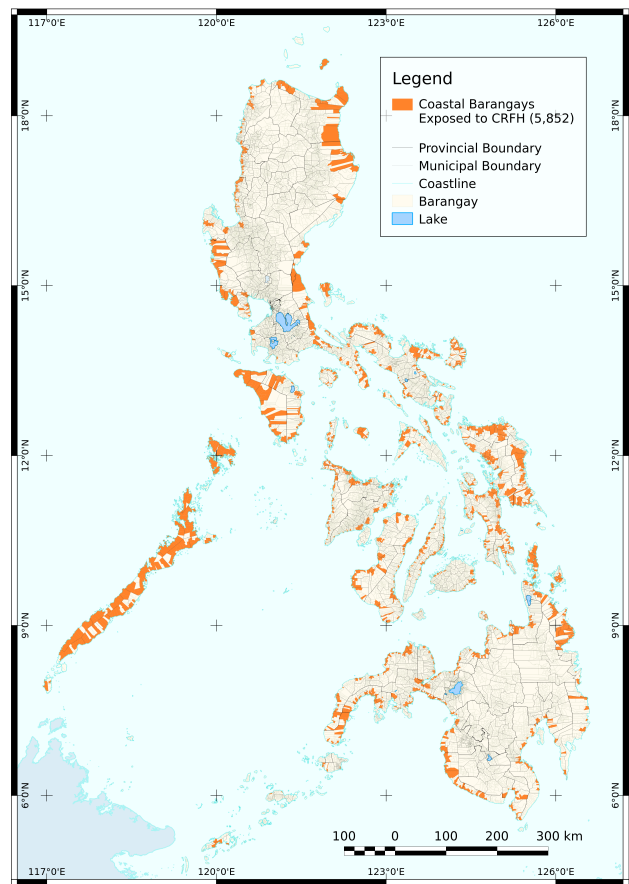 117°0'E 120°0'E 123°0'E 126°0'E
Legend
Coastal Barangays
Exposed to CRFH (5,852)
Provincial Boundary
Municipal Boundary
Coastline
Barangay
Lake
18°0'N 18°0'N
15°0'N 15°0'N
12°0'N 12°0'N
9°0'N 9°0'N
6°0'N 6°0'N
100 0 100 200 300 km
117°0'E 120°0'E 123°0'E 126°0'E